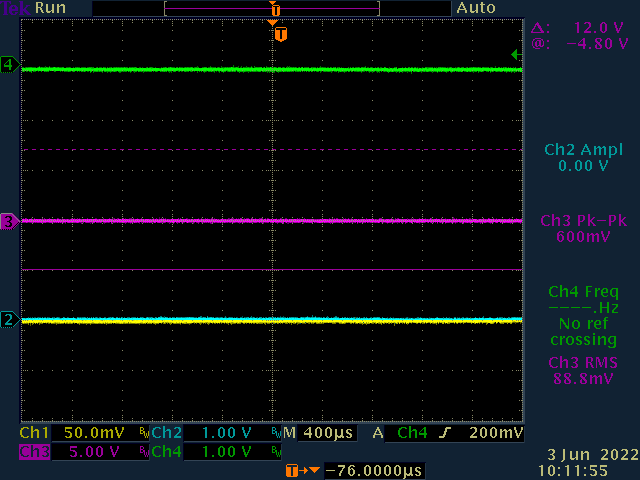 Tek Run
Auto
T
T
Δ: 12.0 V
@: −4.80 V
4
Ch2 Ampl
0.00 V
3
Ch3 Pk−Pk
600mV
Ch4 Freq
−−−−.Hz
No ref
crossing
2
Ch3 RMS
88.8mV
Ch1 50.0mV BW Ch2 1.00 V BW M 400µs A Ch4 200mV
Ch3 5.00 V BW Ch4 1.00 V BW
T −76.0000µs
3 Jun 2022
10:11:55